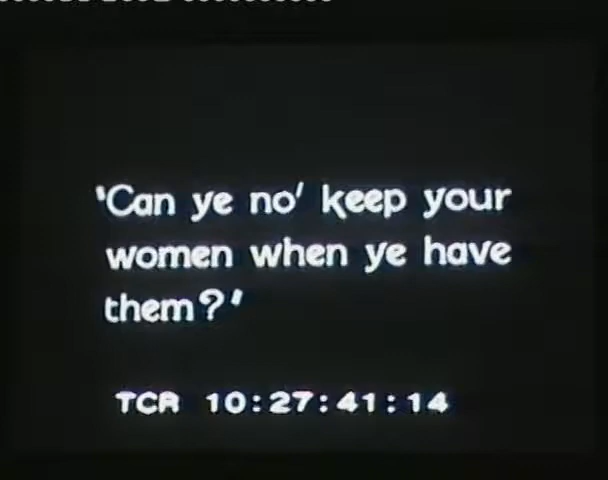 'Can ye no' keep your
women when ye have
them?'
TCR 10:27:41:14